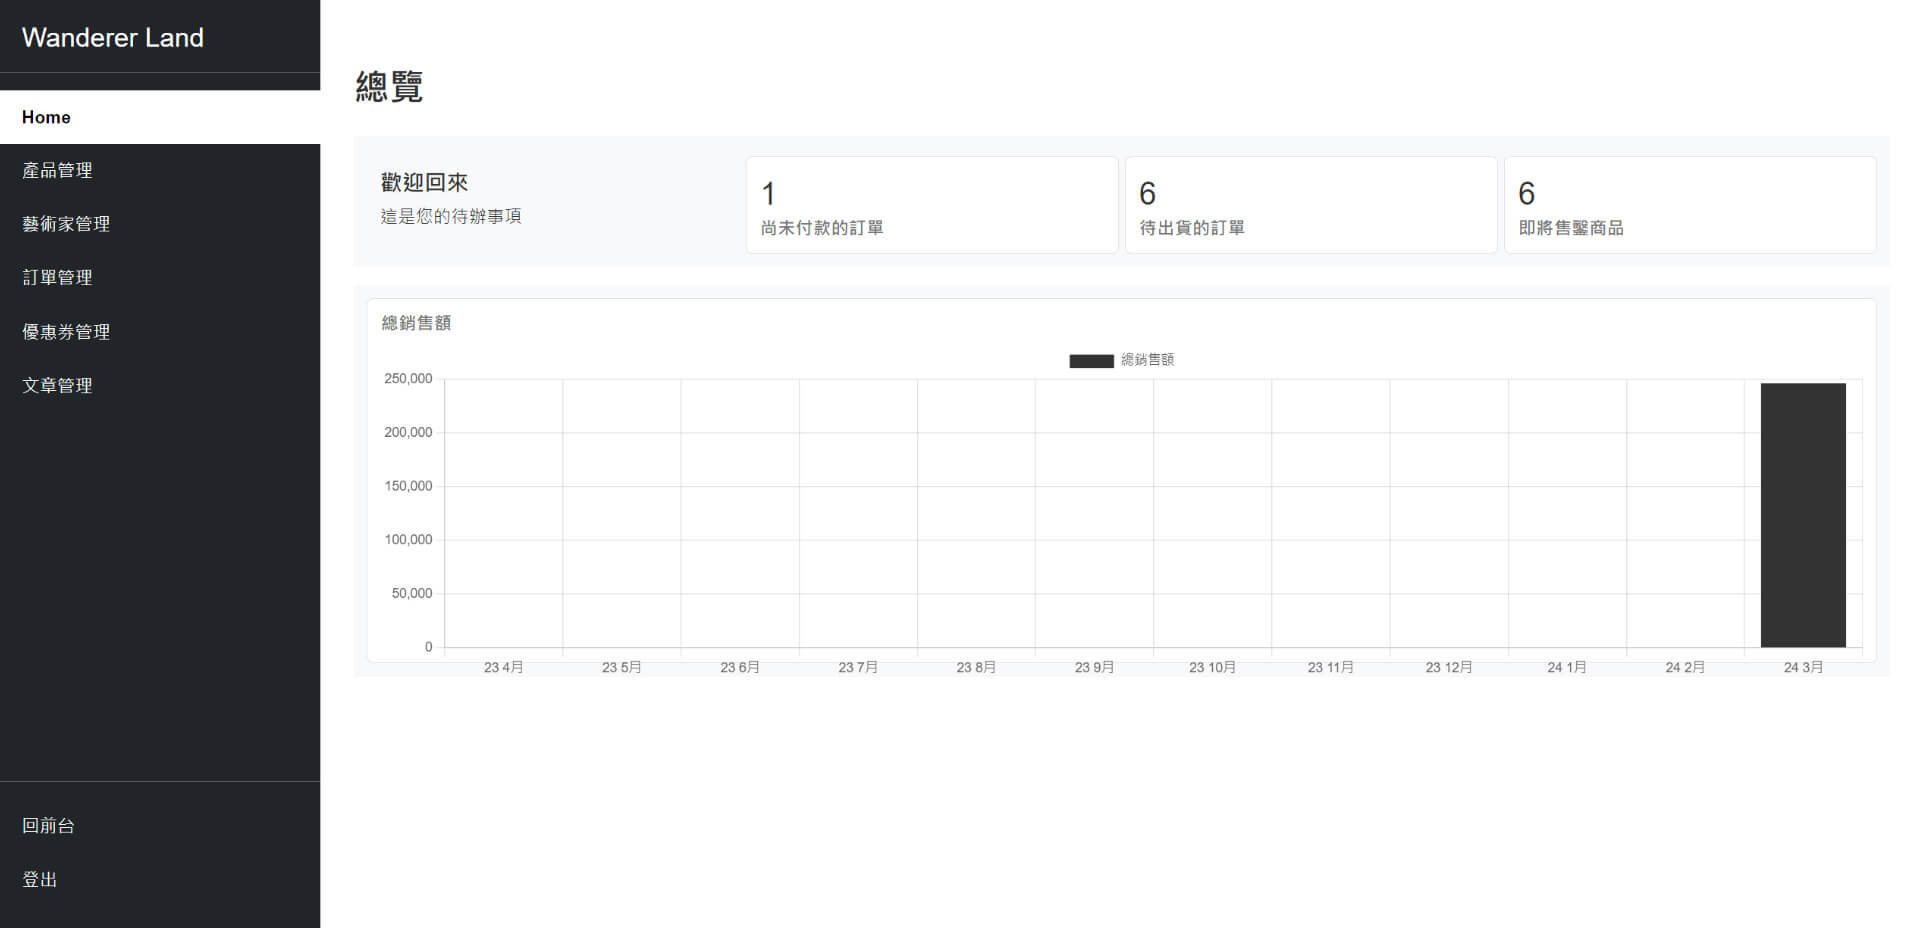 Wanderer Land
Home
產品管理
藝術家管理
訂單管理
優惠券管理
文章管理
回前台
登出
總覽
歡迎回來
這是您的待辦事項
1
尚未付款的訂單
6
待出貨的訂單
6
即將售罄商品
總銷售額
總銷售額
250,000
200,000
150,000
100,000
50,000
0
23 4月 23 5月 23 6月 23 7月 23 8月 23 9月 23 10月 23 11月 23 12月 24 1月 24 2月 24 3月